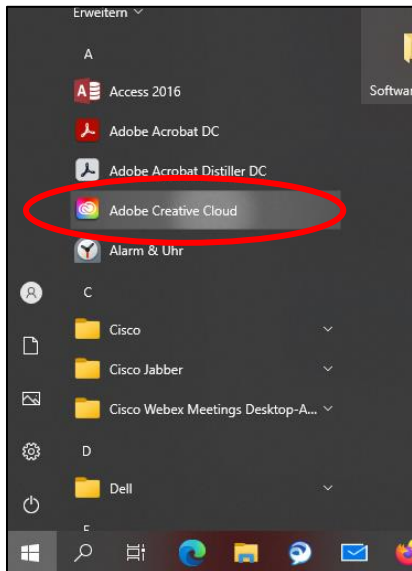 Erweitern
A
Access 2016
Adobe Acrobat DC
Adobe Acrobat Distiller DC
Adobe Creative Cloud
Alarm & Uhr
C
Cisco
Cisco Jabber
Cisco Webex Meetings Desktop-A...
D
Dell
Softwar